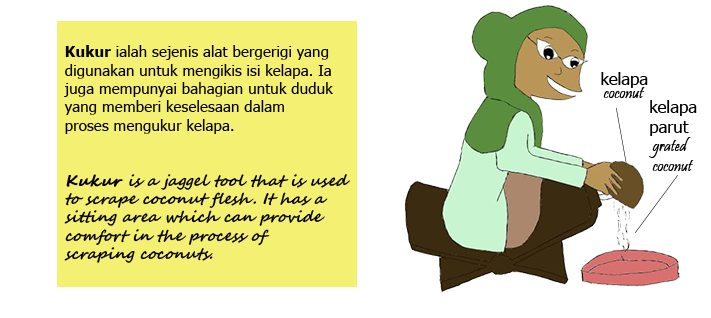 Kukur ialah sejenis alat bergerigi yang
digunakan untuk mengikis isi kelapa. Ia
juga mempunyai bahagian untuk duduk
yang memberi keselesaan dalam
proses mengukur kelapa.
Kukur is a jaggel tool that is used
to scrape coconut flesh. It has a
sitting area which can provide
comfort in the process of
scraping coconuts.
kelapa
coconut
kelapa
parut
grated
coconut